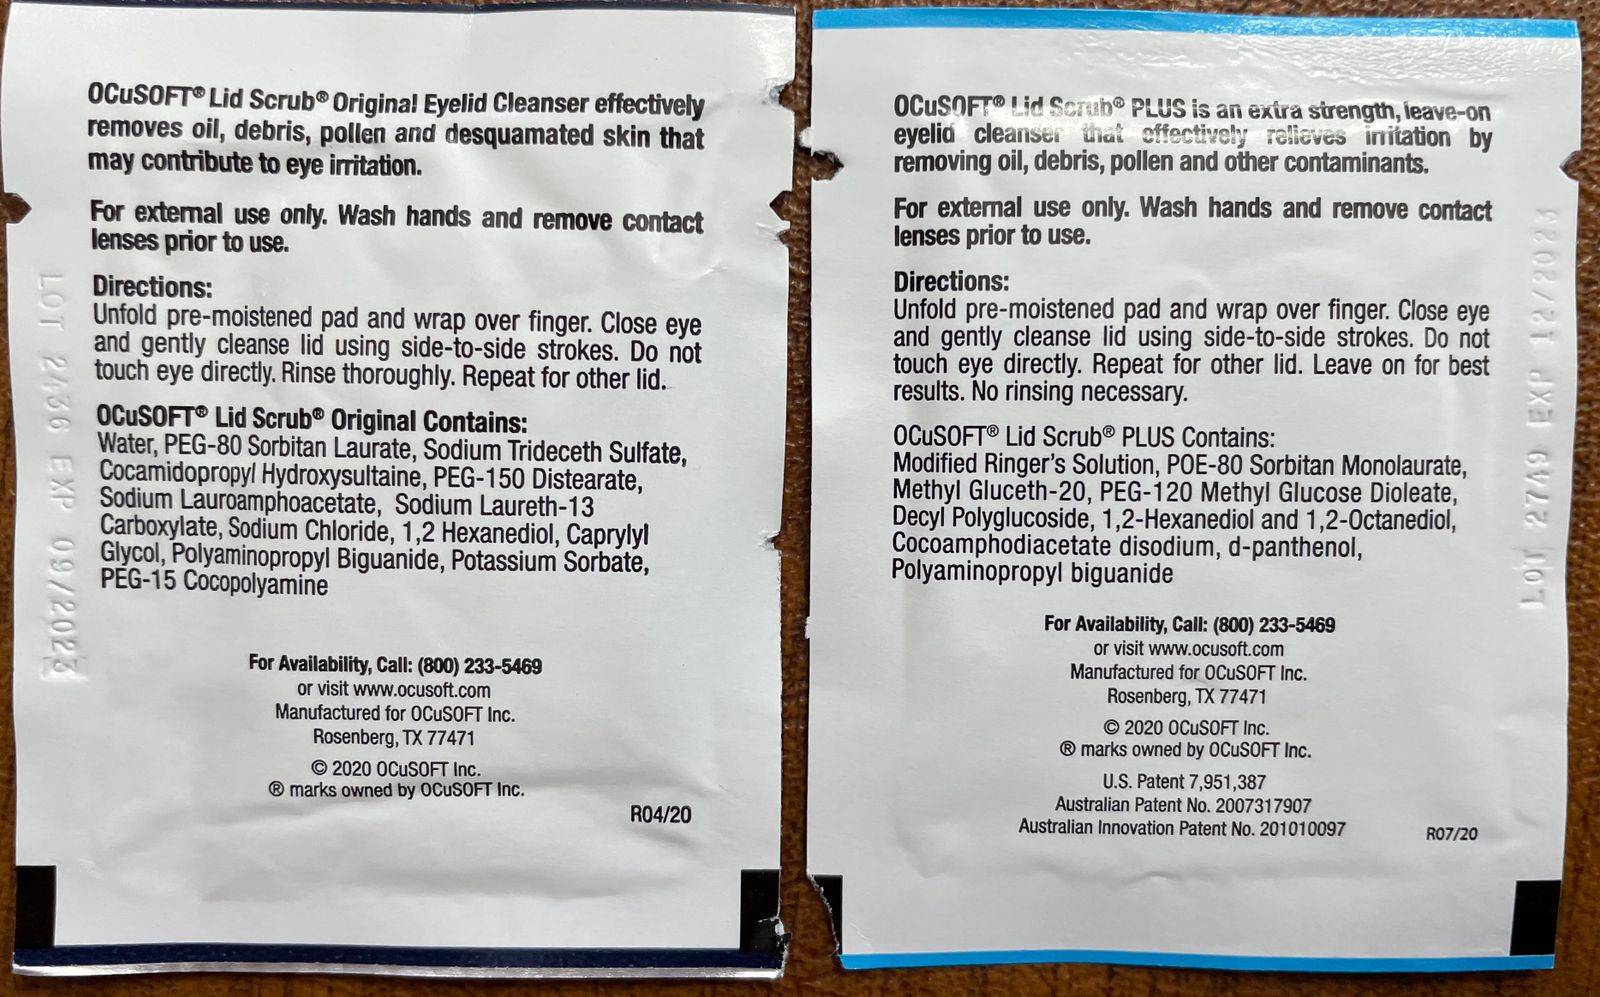 OCuSOFT® Lid Scrub® Original Eyelid Cleanser effectively
removes oil, debris, pollen and desquamated skin that
may contribute to eye irritation.
For external use only. Wash hands and remove contact
lenses prior to use.
Directions:
Unfold pre-moistened pad and wrap over finger. Close eye
and gently cleanse lid using side-to-side strokes. Do not
touch eye directly. Rinse thoroughly. Repeat for other lid.
OCuSOFT® Lid Scrub® Original Contains:
Water, PEG-80 Sorbitan Laurate, Sodium Trideceth Sulfate,
Cocamidopropyl Hydroxysultaine, PEG-150 Distearate,
Sodium Lauroamphoacetate, Sodium Laureth-13
Carboxylate, Sodium Chloride, 1,2 Hexanediol, Caprylyl
Glycol, Polyaminopropyl Biguanide, Potassium Sorbate,
PEG-15 Cocopolyamine
For Availability, Call: (800) 233-5469
or visit www.ocusoft.com
Manufactured for OCuSOFT Inc.
Rosenberg, TX 77471
© 2020 OCuSOFT Inc.
® marks owned by OCuSOFT Inc.
R04/20
LOT 2436 EXP 09/2023
OCuSOFT® Lid Scrub® PLUS is an extra strength, leave-on
eyelid cleanser that effectively relieves irritation by
removing oil, debris, pollen and other contaminants.
For external use only. Wash hands and remove contact
lenses prior to use.
Directions:
Unfold pre-moistened pad and wrap over finger. Close eye
and gently cleanse lid using side-to-side strokes. Do not
touch eye directly. Repeat for other lid. Leave on for best
results. No rinsing necessary.
OCuSOFT® Lid Scrub® PLUS Contains:
Modified Ringer's Solution, POE-80 Sorbitan Monolaurate,
Methyl Gluceth-20, PEG-120 Methyl Glucose Dioleate,
Decyl Polyglucoside, 1,2-Hexanediol and 1,2-Octanediol,
Cocoamphodiacetate disodium, d-panthenol,
Polyaminopropyl biguanide
For Availability, Call: (800) 233-5469
or visit www.ocusoft.com
Manufactured for OCuSOFT Inc.
Rosenberg, TX 77471
© 2020 OCuSOFT Inc.
® marks owned by OCuSOFT Inc.
U.S. Patent 7,951,387
Australian Patent No. 2007317907
Australian Innovation Patent No. 201010097
R07/20
LOT 2749 EXP 12/2023